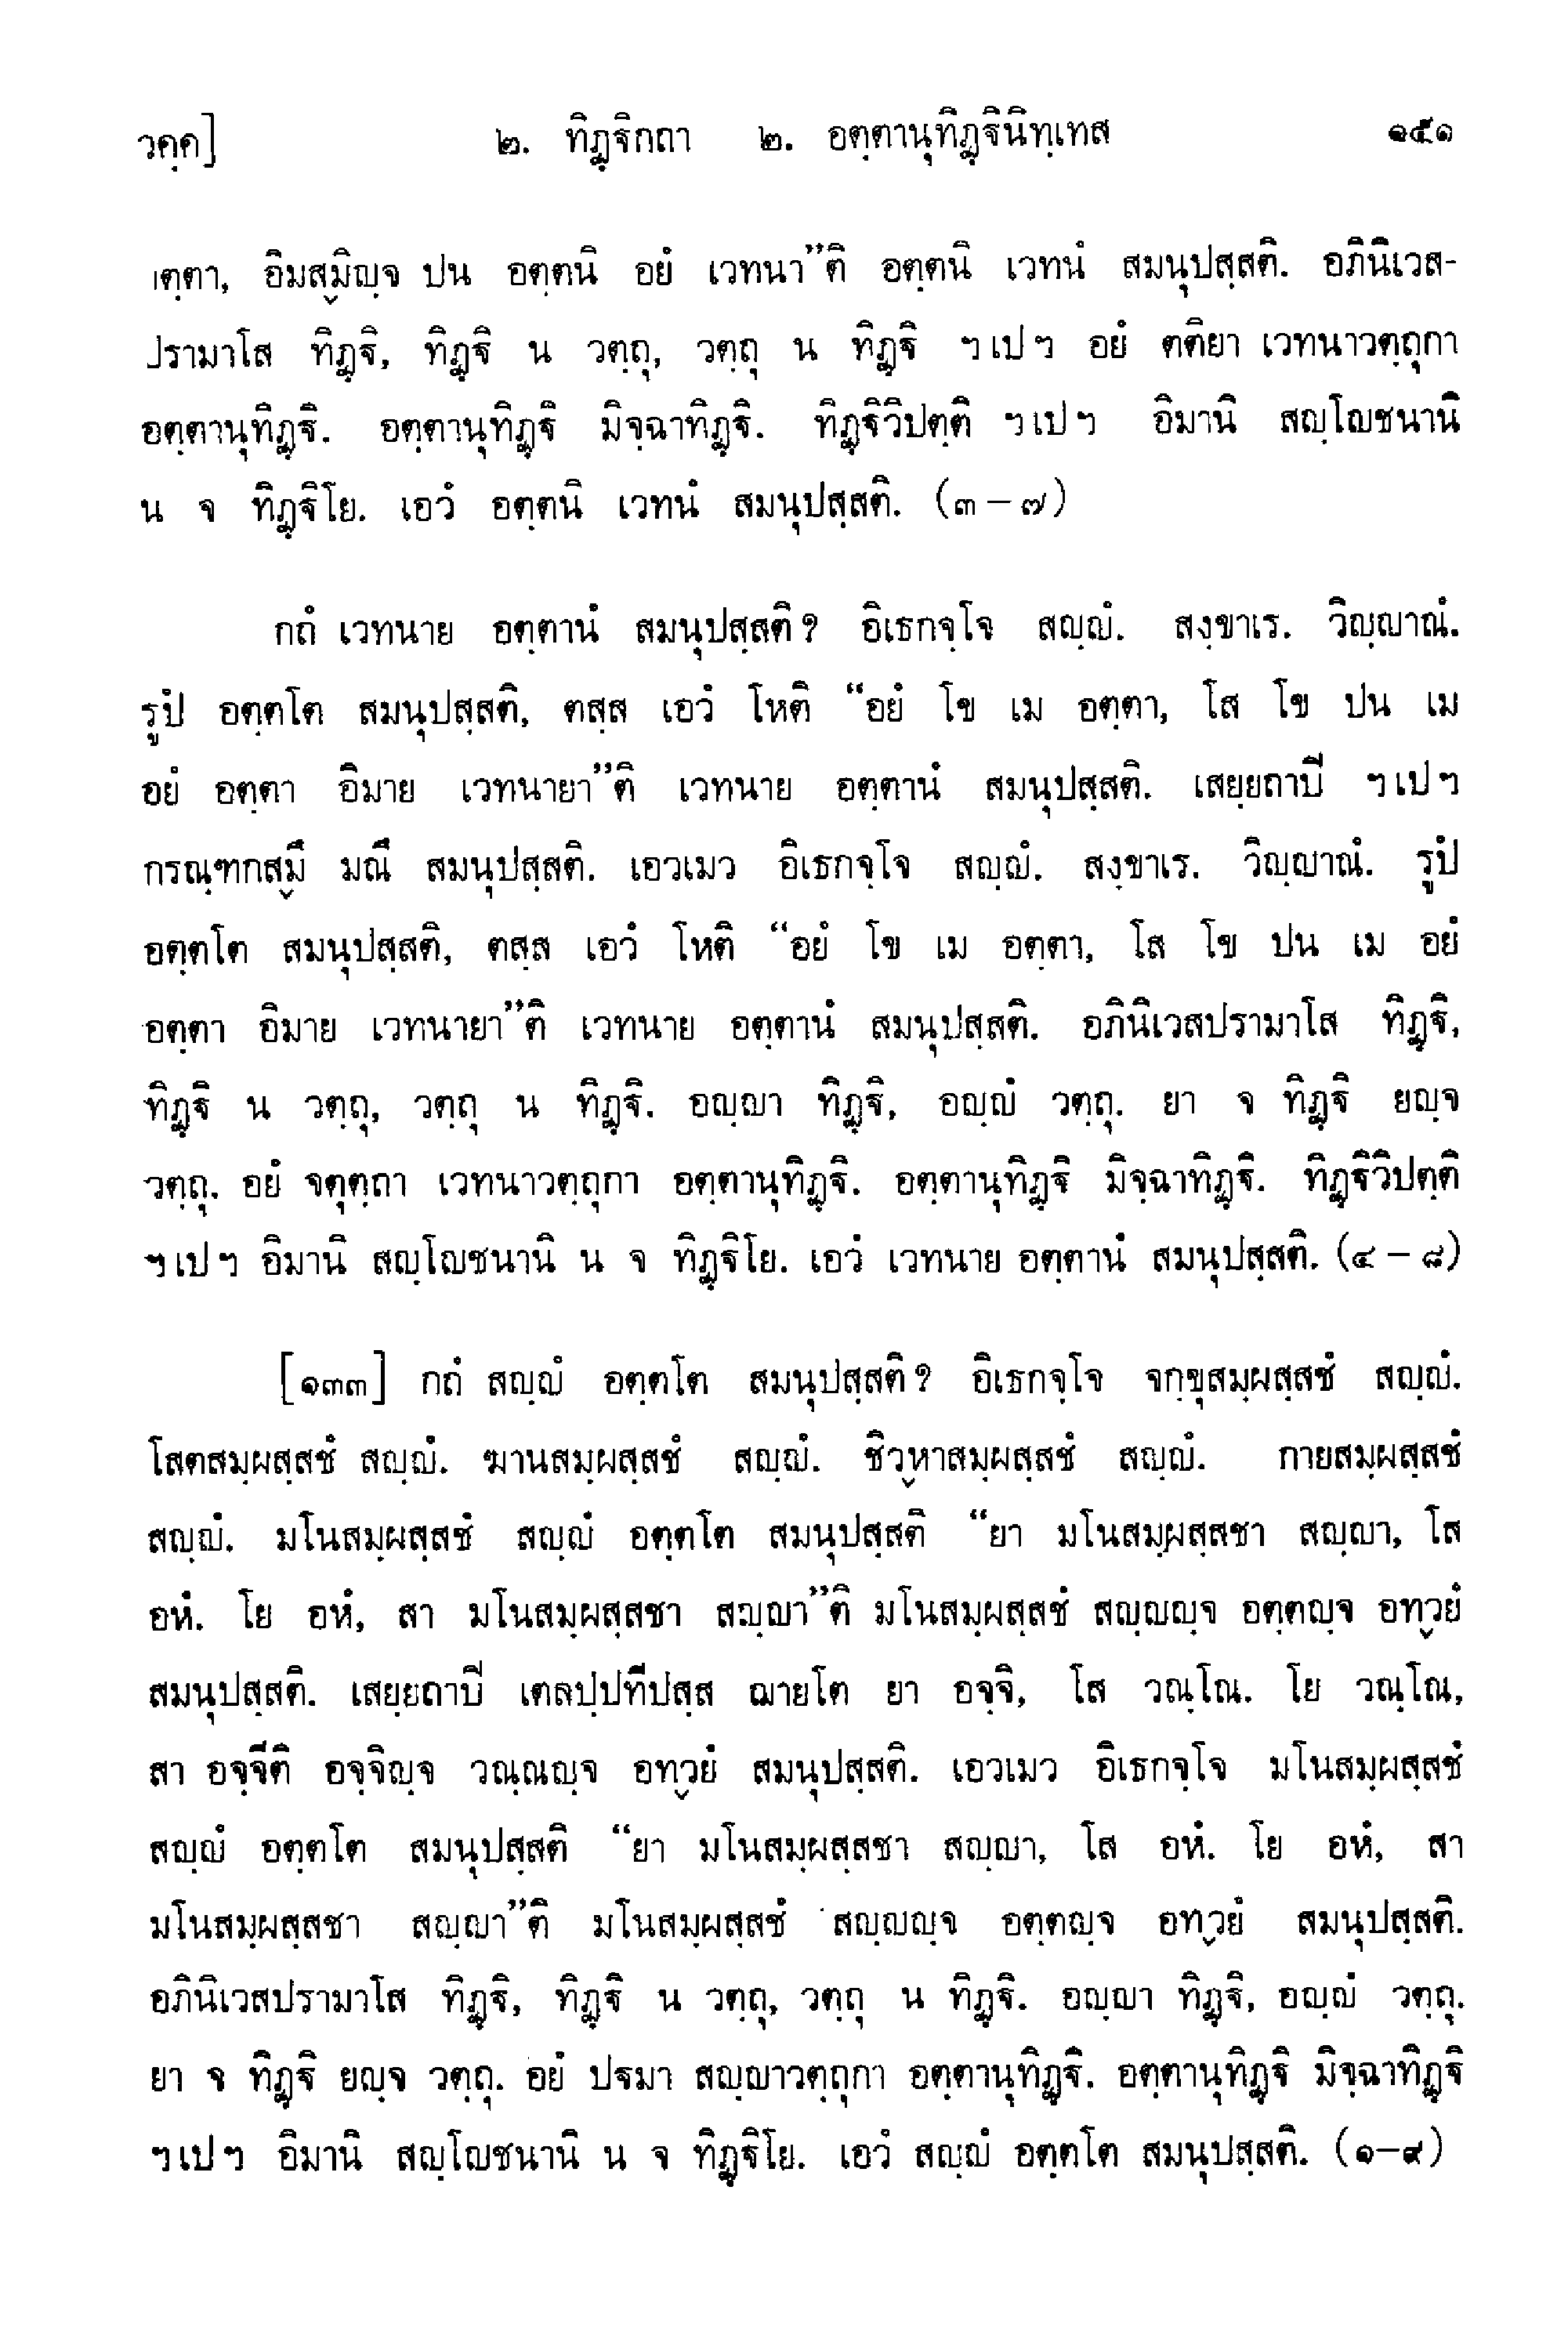 วคฺค] ๒. ทิฏฺฐิกถา ๒. อตฺตานุทิฏฺฐินิทฺเทส ๑๕๑
เตฺตา, อิมสฺมิญฺจ ปน อตฺตนิ อยํ เวทนา”ติ อตฺตนิ เวทนํ สมนุปสฺสติ. อภินิเวส-
ปรามาโส ทิฏฺฐิ, ทิฏฺฐิ น วตฺถุ, วตฺถุ น ทิฏฺฐิ ฯเปฯ อยํ ตติยา เวทนาวตฺถุกา
อตฺตานุทิฏฺฐิ. อตฺตานุทิฏฺฐิ มิจฺฉาทิฏฺฐิ. ทิฏฺฐิวิปตฺติ ฯเปฯ อิมานิ สญฺโญชนานิ
น จ ทิฏฺฐิโย. เอวํ อตฺตนิ เวทนํ สมนุปสฺสติ. (๓ – ๗)
กถํ เวทนาย อตฺตานํ สมนุปสฺสติ? อิเธกจฺโจ สญฺญํ. สงฺขาเร. วิญฺญาณํ.
รูปํ อตฺตโต สมนุปสฺสติ, ตสฺส เอวํ โหติ “อยํ โข เม อตฺตา, โส โข ปน เม
อยํ อตฺตา อิมาย เวทนายา”ติ เวทนาย อตฺตานํ สมนุปสฺสติ. เสยฺยถาปิ ฯเปฯ
กรณฺฑกสฺมึ มณึ สมนุปสฺสติ. เอวเมว อิเธกจฺโจ สญฺญํ. สงฺขาเร. วิญฺญาณํ. รูปํ
อตฺตโต สมนุปสฺสติ, ตสฺส เอวํ โหติ “อยํ โข เม อตฺตา, โส โข ปน เม อยํ
อตฺตา อิมาย เวทนายา”ติ เวทนาย อตฺตานํ สมนุปสฺสติ. อภินิเวสปรามาโส ทิฏฺฐิ,
ทิฏฺฐิ น วตฺถุ, วตฺถุ น ทิฏฺฐิ. อญฺญา ทิฏฺฐิ, อญฺญํ วตฺถุ. ยา จ ทิฏฺฐิ ยญฺจ
วตฺถุ. อยํ จตุตฺถา เวทนาวตฺถุกา อตฺตานุทิฏฺฐิ. อตฺตานุทิฏฺฐิ มิจฺฉาทิฏฺฐิ. ทิฏฺฐิวิปตฺติ
ฯเปฯ อิมานิ สญฺโญชนานิ น จ ทิฏฺฐิโย. เอวํ เวทนาย อตฺตานํ สมนุปสฺสติ. (๔ – ๘)
[๑๓๓] กถํ สญฺญํ อตฺตโต สมนุปสฺสติ? อิเธกจฺโจ จกฺขุสมฺผสฺสชํ สญฺญํ.
โสตสมฺผสฺสชํ สญฺญํ. ฆานสมฺผสฺสชํ สญฺญํ. ชิวฺหาสมฺผสฺสชํ สญฺญํ. กายสมฺผสฺสชํ
สญฺญํ. มโนสมฺผสฺสชํ สญฺญํ อตฺตโต สมนุปสฺสติ “ยา มโนสมฺผสฺสชา สญฺญา, โส
อหํ. โย อหํ, สา มโนสมฺผสฺสชา สญฺญา”ติ มโนสมฺผสฺสชํ สญฺญญฺจ อตฺตญฺจ อทฺวยํ
สมนุปสฺสติ. เสยฺยถาปิ เตลปฺปทีปสฺส ฌายโต ยา อจฺจิ, โส วณฺโณ. โย วณฺโณ,
สา อจฺจีติ อจฺจิญฺจ วณฺณญฺจ อทฺวยํ สมนุปสฺสติ. เอวเมว อิเธกจฺโจ มโนสมฺผสฺสชํ
สญฺญํ อตฺตโต สมนุปสฺสติ “ยา มโนสมฺผสฺสชา สญฺญา, โส อหํ. โย อหํ, สา
มโนสมฺผสฺสชา สญฺญา”ติ มโนสมฺผสฺสชํ สญฺญญฺจ อตฺตญฺจ อทฺวยํ สมนุปสฺสติ.
อภินิเวสปรามาโส ทิฏฺฐิ, ทิฏฺฐิ น วตฺถุ, วตฺถุ น ทิฏฺฐิ. อญฺญา ทิฏฺฐิ, อญฺญํ วตฺถุ.
ยา จ ทิฏฺฐิ ยญฺจ วตฺถุ. อยํ ปฐมา สญฺญาวตฺถุกา อตฺตานุทิฏฺฐิ. อตฺตานุทิฏฺฐิ มิจฺฉาทิฏฺฐิ
ฯเปฯ อิมานิ สญฺโญชนานิ น จ ทิฏฺฐิโย. เอวํ สญฺญํ อตฺตโต สมนุปสฺสติ. (๑–๙)